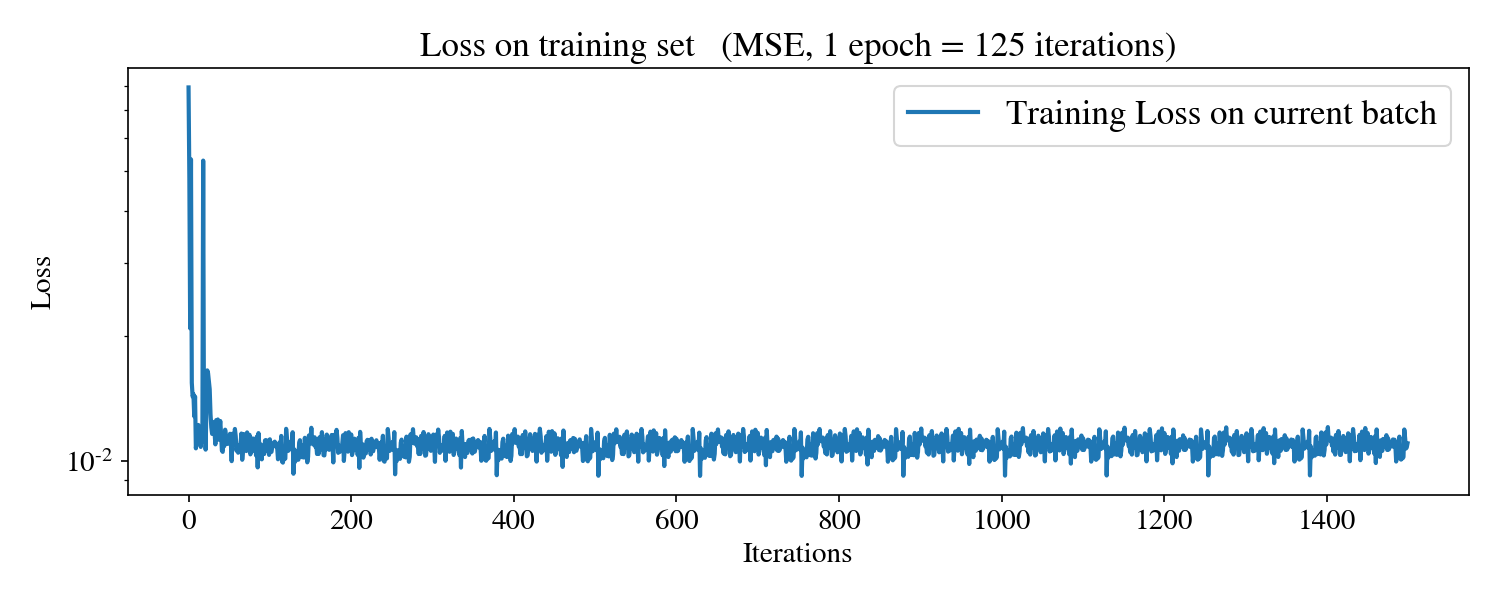 Loss on training set (MSE, 1 epoch = 125 iterations)
Training Loss on current batch
Loss
10⁻²
0 200 400 600 800 1000 1200 1400
Iterations